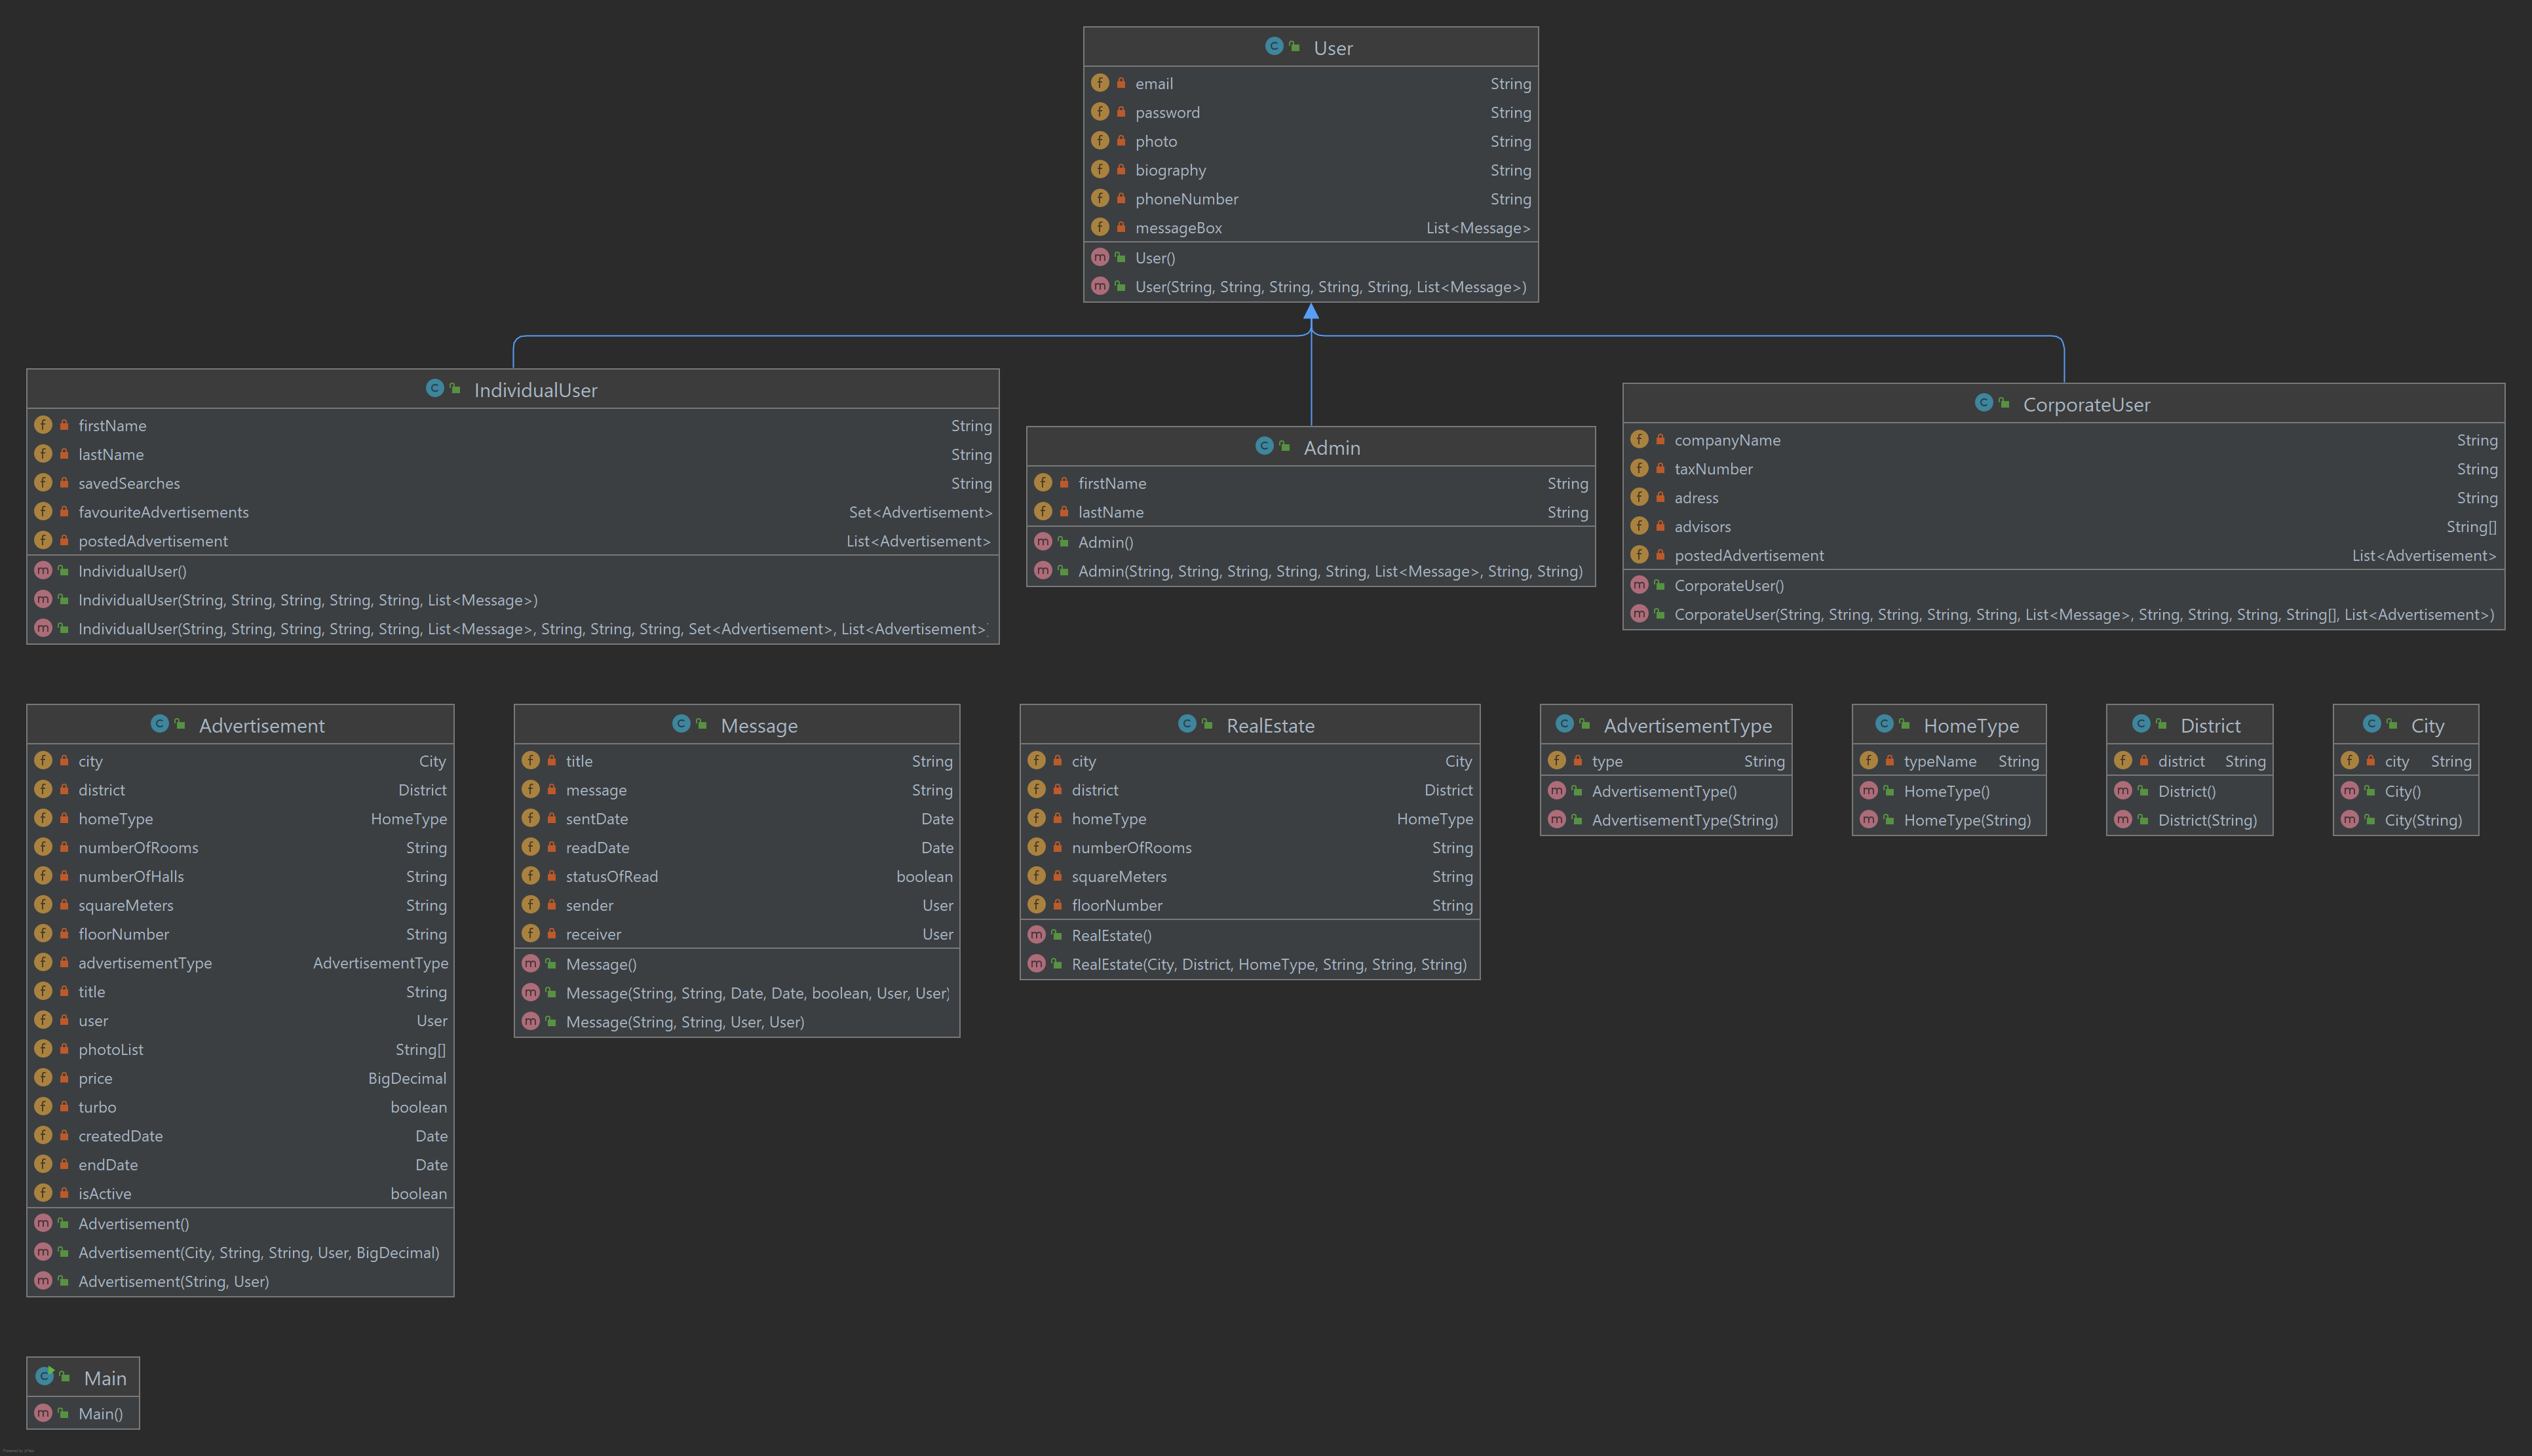 User
email String
password String
photo String
biography String
phoneNumber String
messageBox List<Message>
User()
User(String, String, String, String, String, List<Message>)
IndividualUser
firstName String
lastName String
savedSearches String
favouriteAdvertisements Set<Advertisement>
postedAdvertisement List<Advertisement>
IndividualUser()
IndividualUser(String, String, String, String, String, List<Message>)
IndividualUser(String, String, String, String, String, List<Message>, String, String, String, Set<Advertisement>, List<Advertisement>)
Admin
firstName String
lastName String
Admin()
Admin(String, String, String, String, String, List<Message>, String, String)
CorporateUser
companyName String
taxNumber String
adress String
advisors String[]
postedAdvertisement List<Advertisement>
CorporateUser()
CorporateUser(String, String, String, String, String, List<Message>, String, String, String, String[], List<Advertisement>)
Advertisement
city City
district District
homeType HomeType
numberOfRooms String
numberOfHalls String
squareMeters String
floorNumber String
advertisementType AdvertisementType
title String
user User
photoList String[]
price BigDecimal
turbo boolean
createdDate Date
endDate Date
isActive boolean
Advertisement()
Advertisement(City, String, String, User, BigDecimal)
Advertisement(String, User)
Message
title String
message String
sentDate Date
readDate Date
statusOfRead boolean
sender User
receiver User
Message()
Message(String, String, Date, Date, boolean, User, User)
Message(String, String, User, User)
RealEstate
city City
district District
homeType HomeType
numberOfRooms String
squareMeters String
floorNumber String
RealEstate()
RealEstate(City, District, HomeType, String, String, String)
AdvertisementType
type String
AdvertisementType()
AdvertisementType(String)
HomeType
typeName String
HomeType()
HomeType(String)
District
district String
District()
District(String)
City
city String
City()
City(String)
Main
Main()
Powered by yFiles